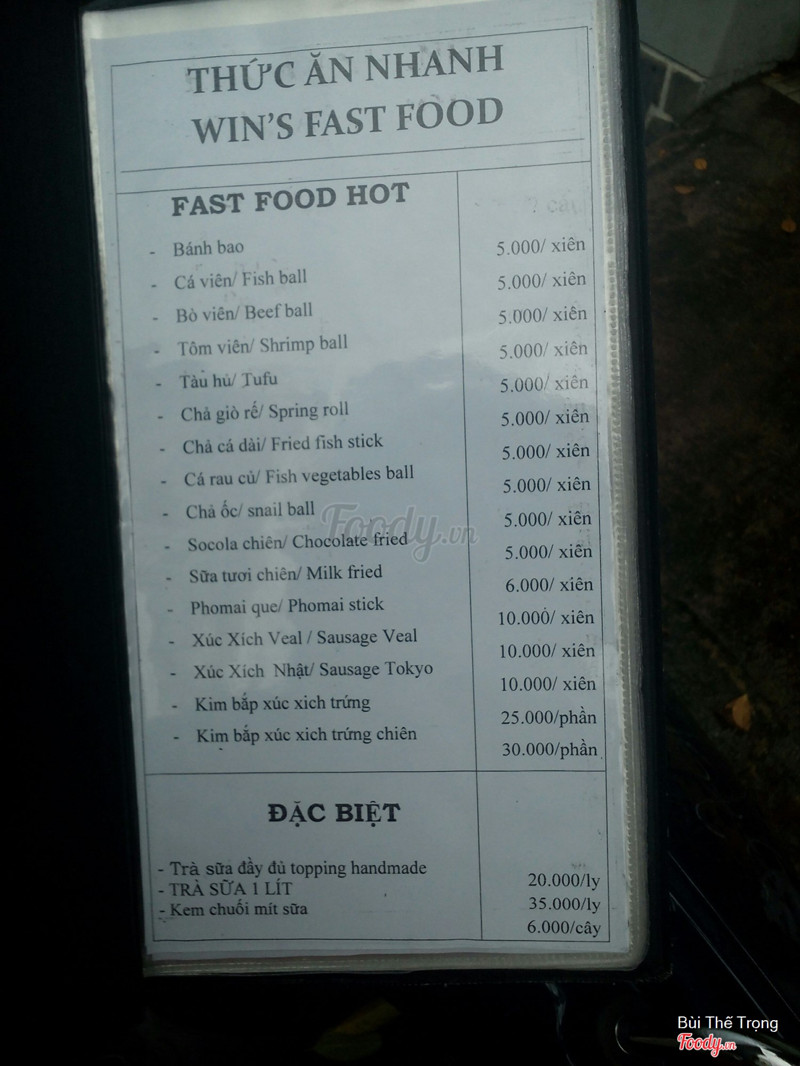 THỨC ĂN NHANH
WIN'S FAST FOOD
FAST FOOD HOT
- Bánh bao 5.000/ xiên
- Cá viên/ Fish ball 5.000/ xiên
- Bò viên/ Beef ball 5.000/ xiên
- Tôm viên/ Shrimp ball 5.000/ xiên
- Tàu hủ/ Tufu 5.000/ xiên
- Chả giò rế/ Spring roll 5.000/ xiên
- Chả cá dài/ Fried fish stick 5.000/ xiên
- Cá rau củ/ Fish vegetables ball 5.000/ xiên
- Chả ốc/ snail ball 5.000/ xiên
- Socola chiên/ Chocolate fried 5.000/ xiên
- Sữa tươi chiên/ Milk fried 6.000/ xiên
- Phomai que/ Phomai stick 10.000/ xiên
- Xúc Xích Veal / Sausage Veal 10.000/ xiên
- Xúc Xích Nhật/ Sausage Tokyo 10.000/ xiên
- Kim bắp xúc xich trứng 25.000/phần
- Kim bắp xúc xich trứng chiên 30.000/phần
ĐẶC BIỆT
- Trà sữa đầy đủ topping handmade 20.000/ly
- TRÀ SỮA 1 LÍT 35.000/ly
- Kem chuối mít sữa 6.000/cây
Foody.vn
Bùi Thế Trọng
Foody.vn